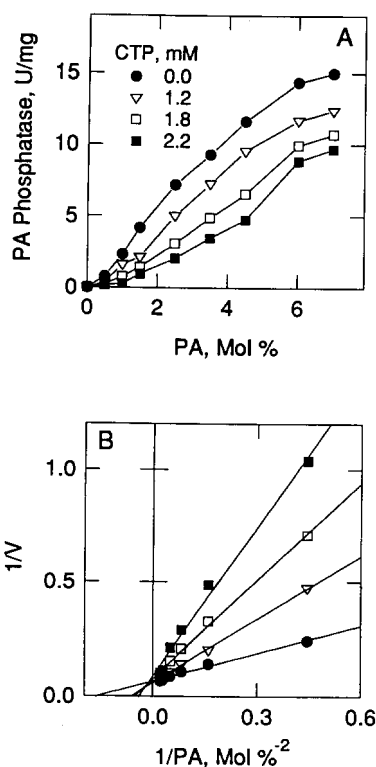 A
CTP, mM
0.0
1.2
1.8
2.2
PA Phosphatase, U/mg
15
10
5
0
0 2 4 6
PA, Mol %
B
1/V
1.0
0.5
0.0
0.0 0.3 0.6
1/PA, Mol %-2